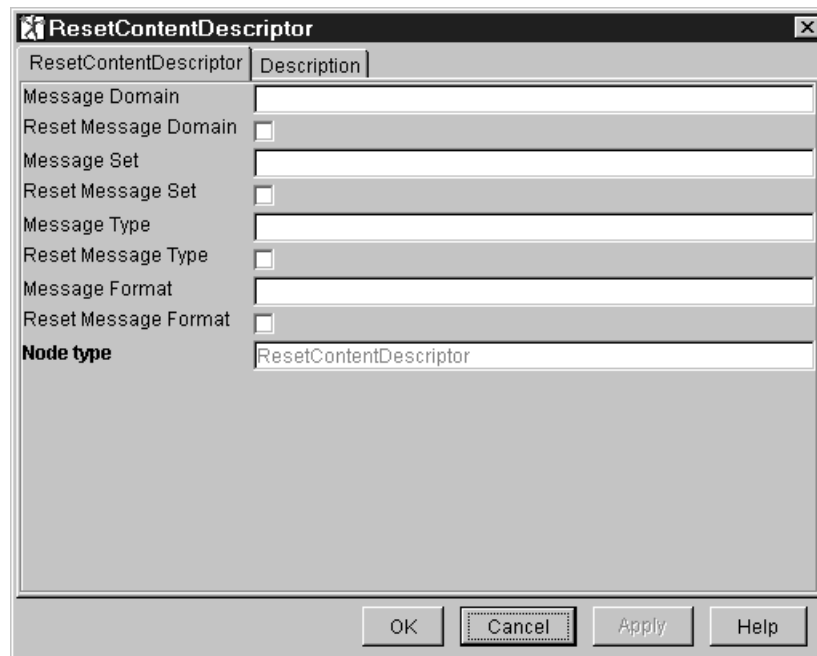 ResetContentDescriptor
ResetContentDescriptor Description
Message Domain
Reset Message Domain
Message Set
Reset Message Set
Message Type
Reset Message Type
Message Format
Reset Message Format
Node type ResetContentDescriptor
OK Cancel Apply Help